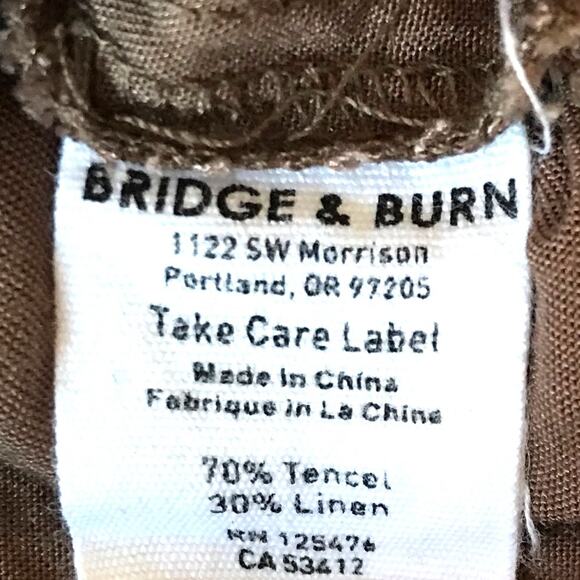 BRIDGE & BURN
1122 SW Morrison
Portland, OR 97205
Take Care Label
Made in China
Fabrique in La Chine
70% Tencel
30% Linen
RN 125476
CA 53412